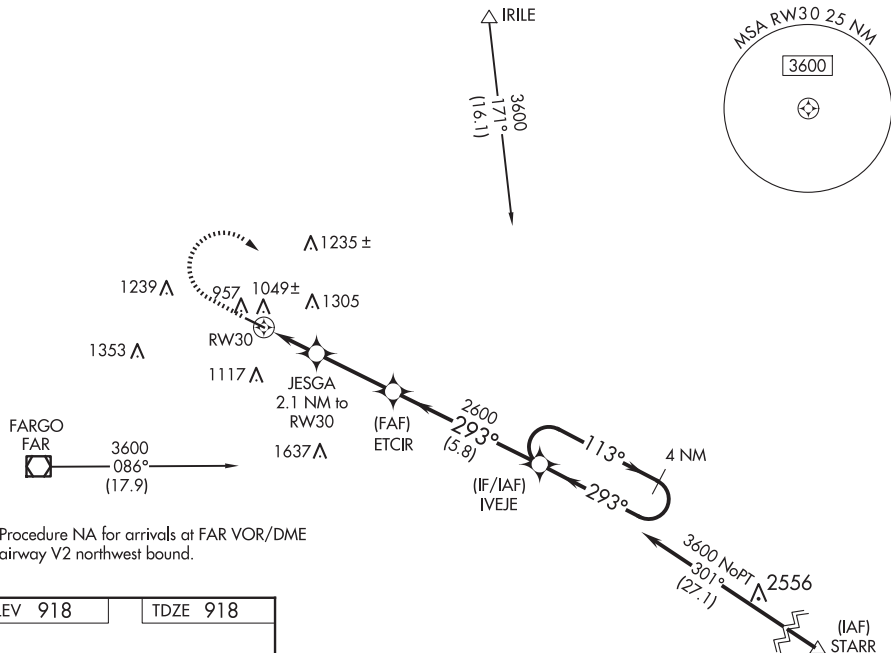 IRILE
MSA RW30 25 NM
3600
3600
171°
(16.1)
1235 ±
1239
957
1049±
1305
RW30
1353
1117
JESGA
2.1 NM to
RW30
(FAF)
ETCIR
2600
293°
(5.8)
FARGO
FAR
3600
086°
(17.9)
1637
113°
4 NM
293°
(IF/IAF)
IVEJE
Procedure NA for arrivals at FAR VOR/DME
airway V2 northwest bound.
3600 NoPT
301°
(27.1)
2556
(IAF)
STARR
EV 918
TDZE 918